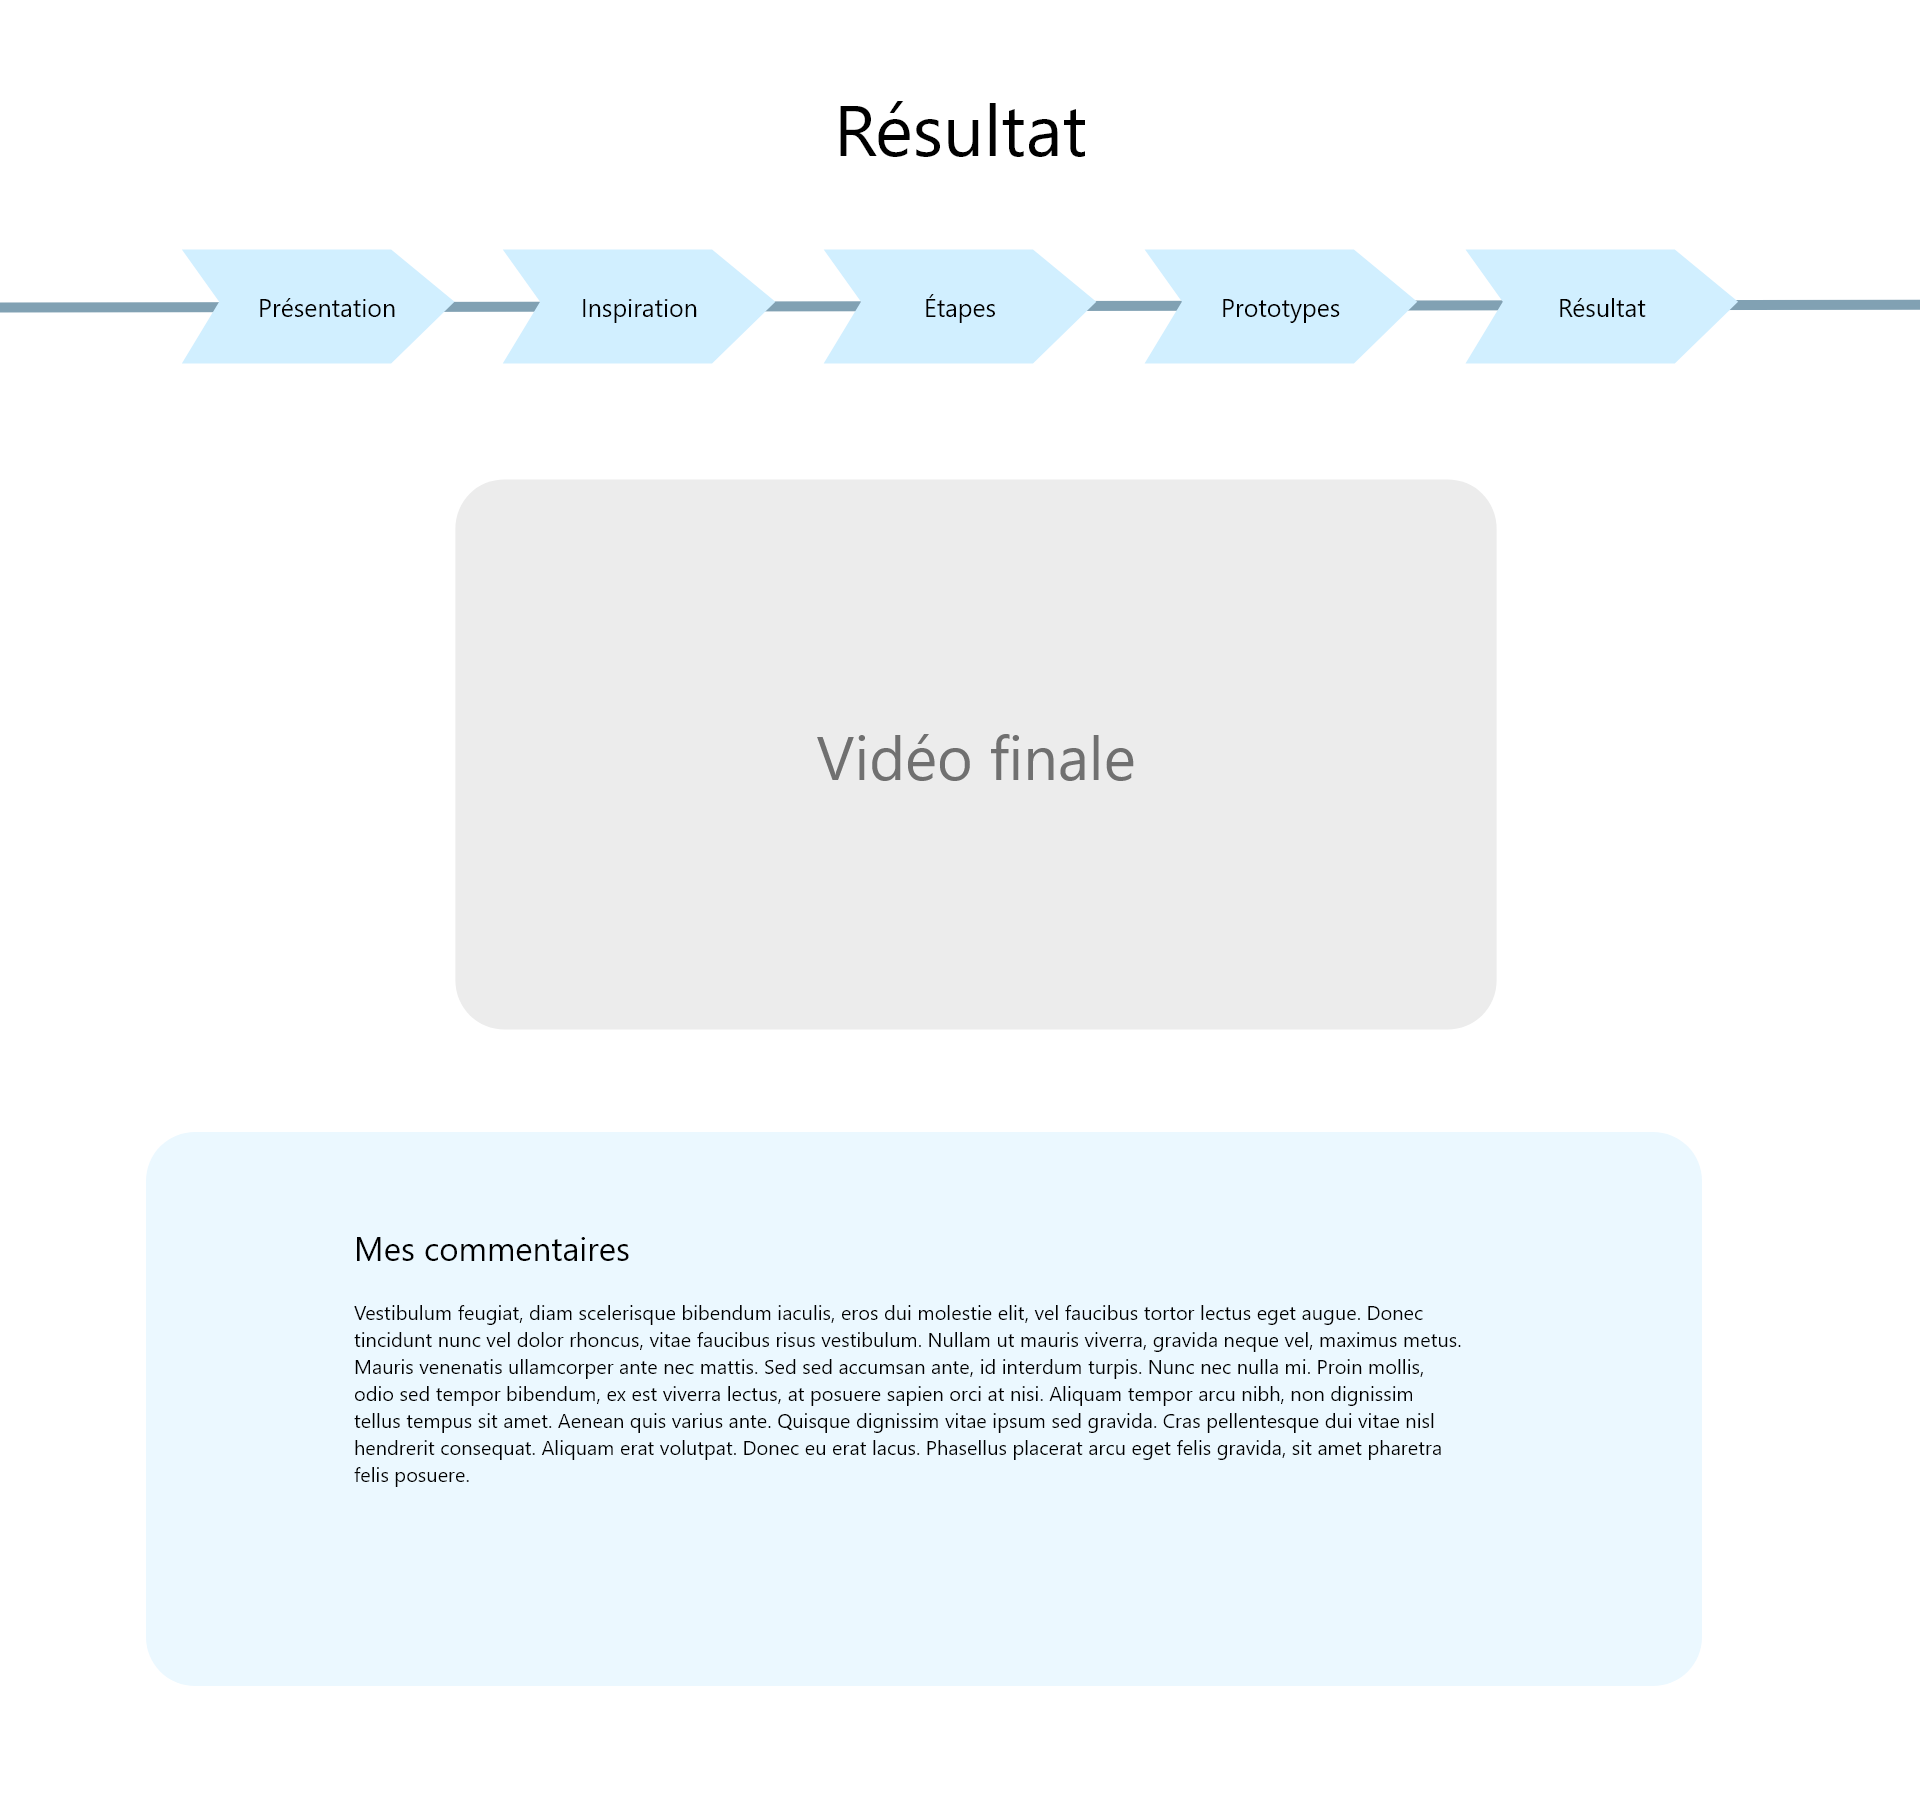 Résultat
Présentation
Inspiration
Étapes
Prototypes
Résultat
Vidéo finale
Mes commentaires
Vestibulum feugiat, diam scelerisque bibendum iaculis, eros dui molestie elit, vel faucibus tortor lectus eget augue. Donec
tincidunt nunc vel dolor rhoncus, vitae faucibus risus vestibulum. Nullam ut mauris viverra, gravida neque vel, maximus metus.
Mauris venenatis ullamcorper ante nec mattis. Sed sed accumsan ante, id interdum turpis. Nunc nec nulla mi. Proin mollis,
odio sed tempor bibendum, ex est viverra lectus, at posuere sapien orci at nisi. Aliquam tempor arcu nibh, non dignissim
tellus tempus sit amet. Aenean quis varius ante. Quisque dignissim vitae ipsum sed gravida. Cras pellentesque dui vitae nisl
hendrerit consequat. Aliquam erat volutpat. Donec eu erat lacus. Phasellus placerat arcu eget felis gravida, sit amet pharetra
felis posuere.